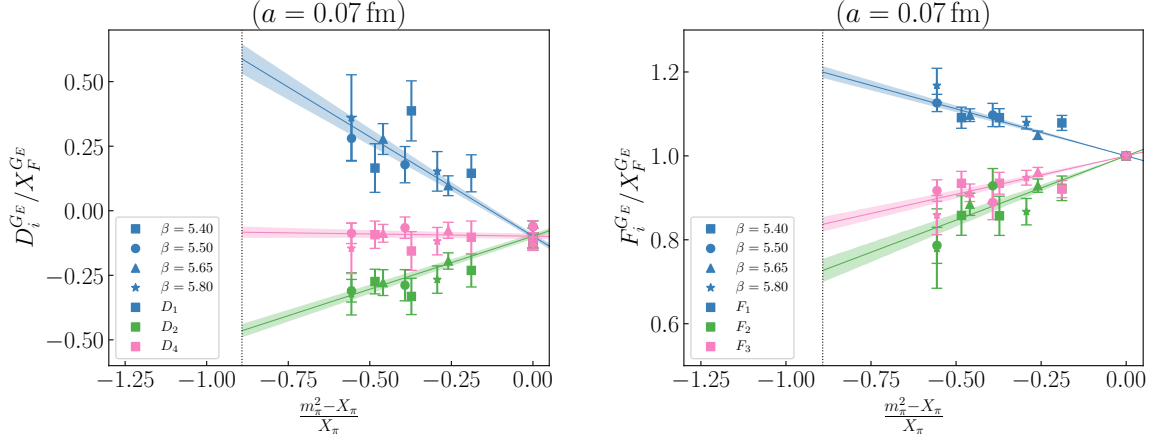 (a = 0.07 fm)
D_i^{G_E}/X_F^{G_E}
0.50
0.25
0.00
−0.25
−0.50
β = 5.40
β = 5.50
β = 5.65
β = 5.80
D_1
D_2
D_4
−1.25 −1.00 −0.75 −0.50 −0.25 0.00
\frac{m_π^2−X_π}{X_π}
(a = 0.07 fm)
F_i^{G_E}/X_F^{G_E}
1.2
1.0
0.8
0.6
β = 5.40
β = 5.50
β = 5.65
β = 5.80
F_1
F_2
F_3
−1.25 −1.00 −0.75 −0.50 −0.25 0.00
\frac{m_π^2−X_π}{X_π}